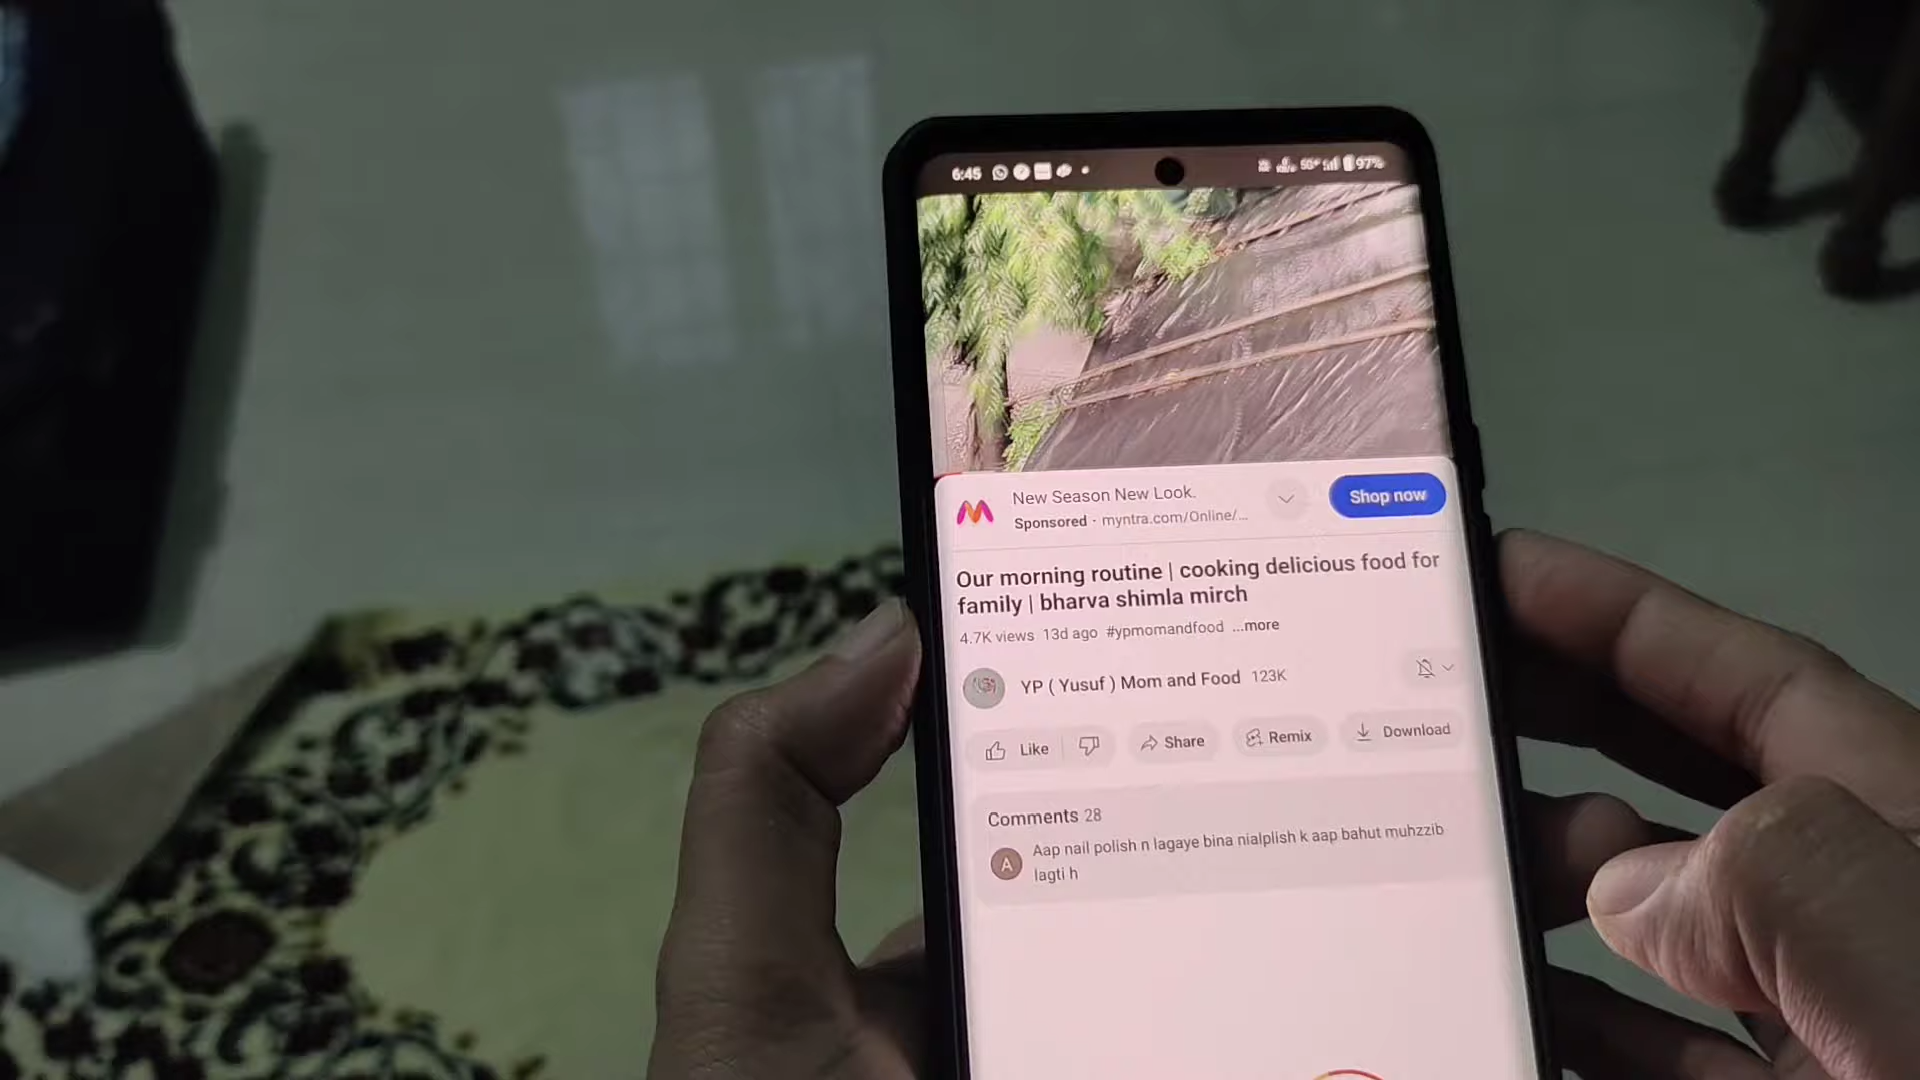 6:45 5G+ 97%
New Season New Look. Shop now
Sponsored · myntra.com/Online/...
Our morning routine | cooking delicious food for
family | bharva shimla mirch
4.7K views 13d ago #ypmomandfood ...more
YP ( Yusuf ) Mom and Food 123K
Like Share Remix Download
Comments 28
A Aap nail polish n lagaye bina nialplish k aap bahut muhzzib
lagti h